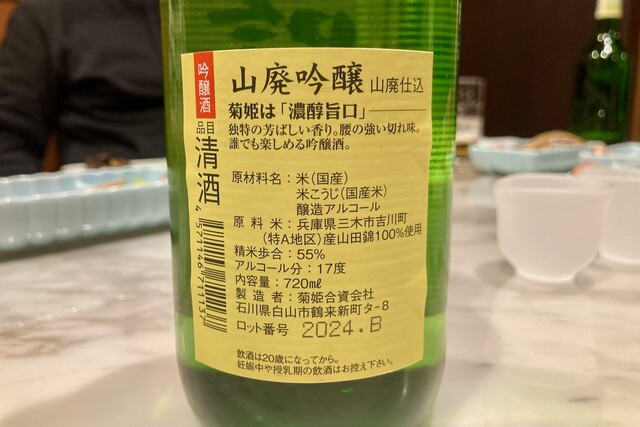 吟醸酒
山廃吟醸 山廃仕込
菊姫は「濃醇旨口」
独特の芳ばしい香り。腰の強い切れ味。
誰でも楽しめる吟醸酒。
品目
清酒
原材料名：米（国産）
米こうじ（国産米）
醸造アルコール
原料米：兵庫県三木市吉川町
（特A地区）産山田錦100%使用
精米歩合：55%
アルコール分：17度
内容量：720mℓ
製造者：菊姫合資会社
石川県白山市鶴来新町タ-8
ロット番号 2024.B
4571146711137
飲酒は20歳になってから。
妊娠中や授乳期の飲酒はお控え下さい。